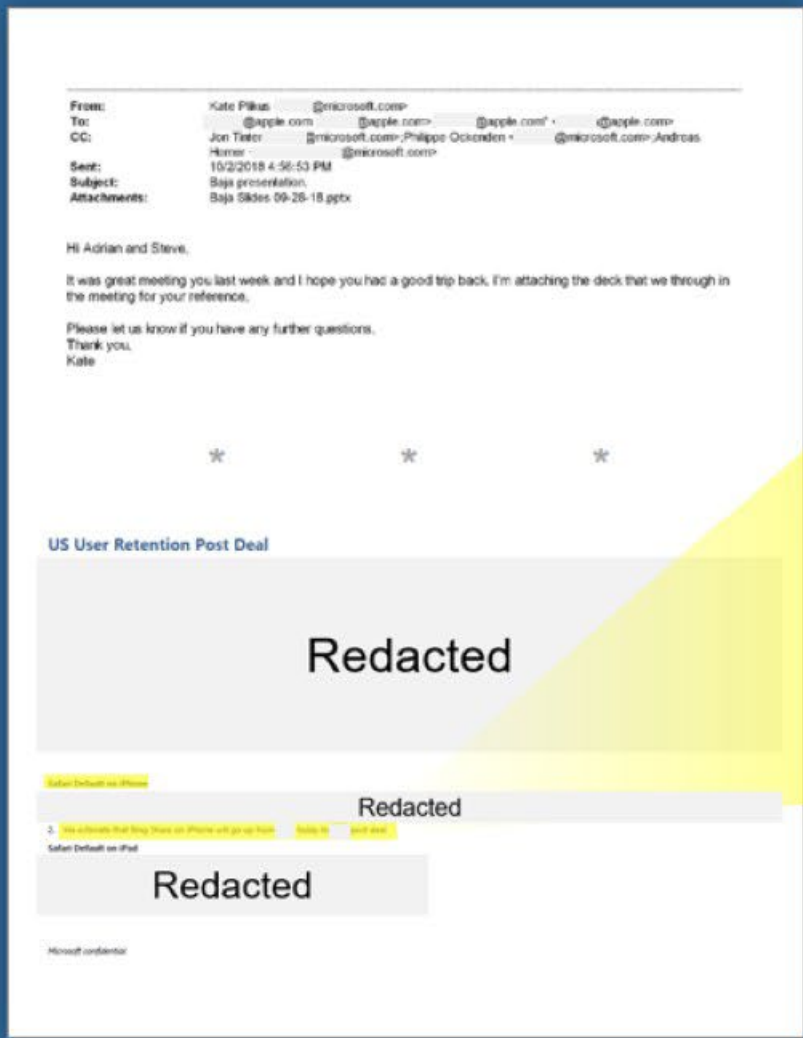 From: Kate Pilkus @microsoft.com>
To: @apple.com @apple.com> @apple.com' < @apple.com>
CC: Jon Tinter @microsoft.com>;Philippe Ockenden < @microsoft.com>;Andreas
Horner @microsoft.com>
Sent: 10/2/2018 4:56:53 PM
Subject: Baja presentation.
Attachments: Baja Slides 09-28-18.pptx
Hi Adrian and Steve,
It was great meeting you last week and I hope you had a good trip back. I'm attaching the deck that we through in
the meeting for your reference.
Please let us know if you have any further questions.
Thank you,
Kate
* * *
US User Retention Post Deal
Redacted
Safari Default on iPhone
Redacted
2. We estimate that Bing Share on iPhone will go up from today to post deal
Safari Default on iPad
Redacted
Microsoft confidential